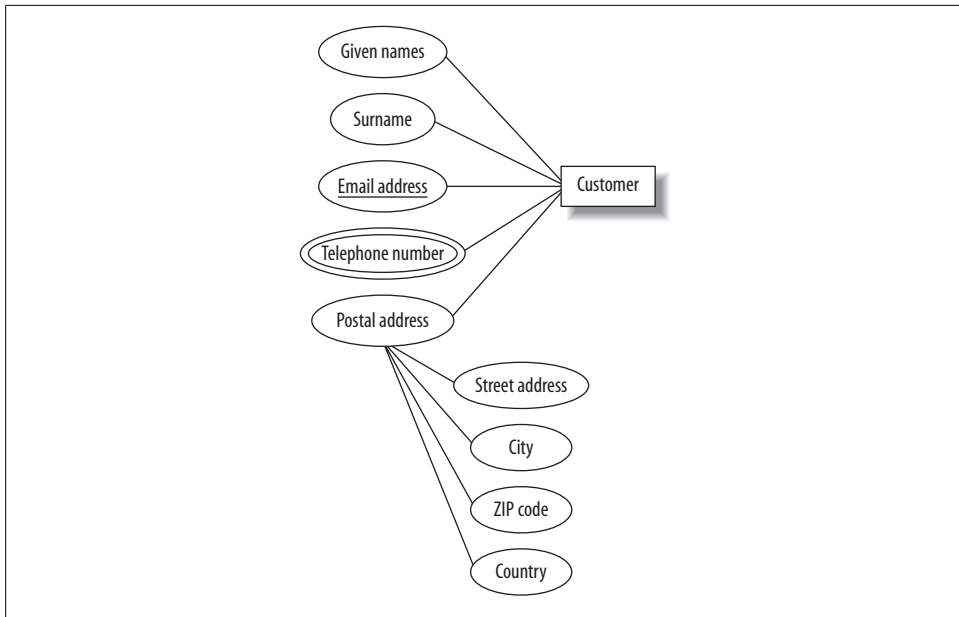 Given names
Surname
Email address
Customer
Telephone number
Postal address
Street address
City
ZIP code
Country